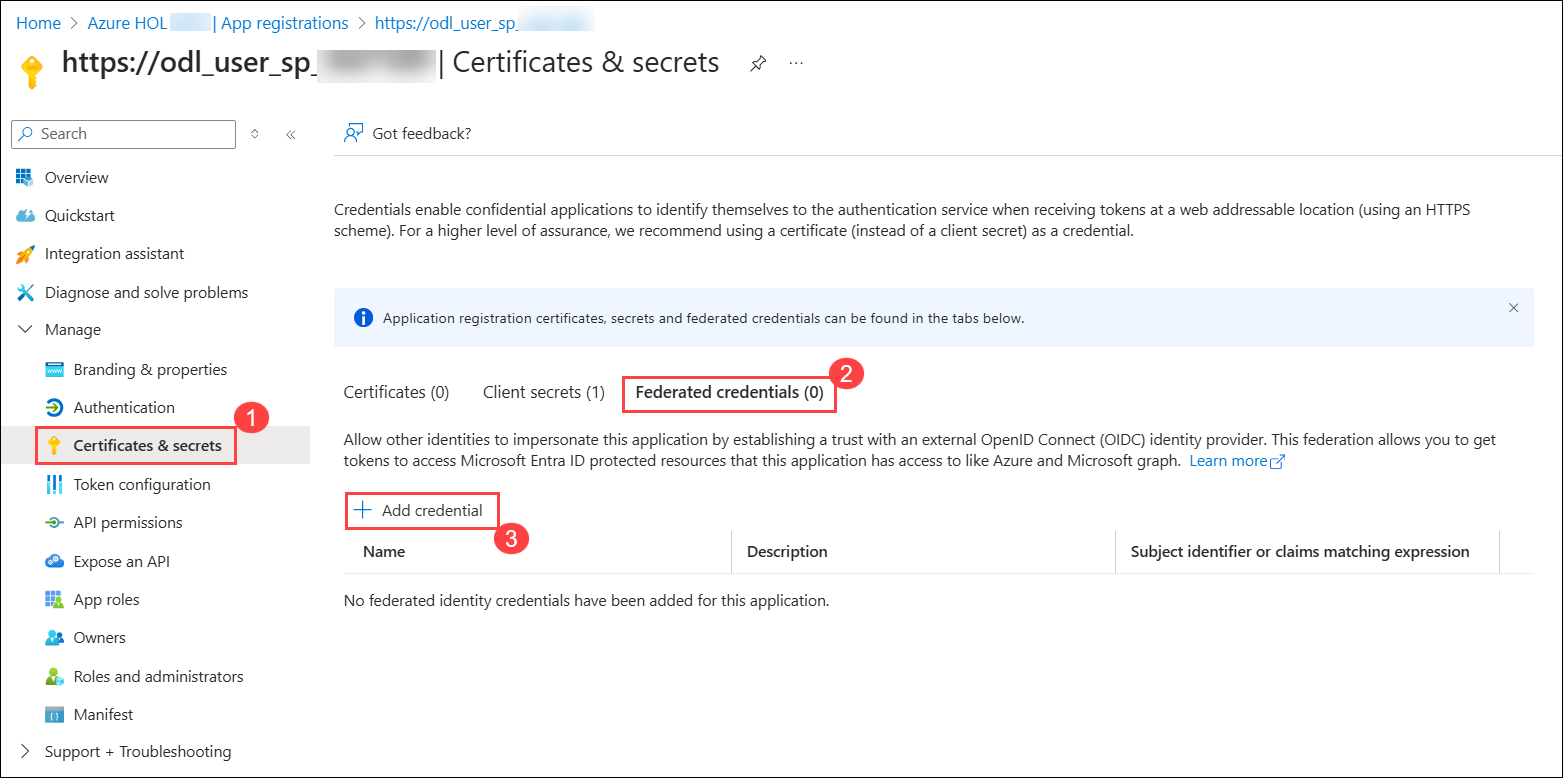 Home > Azure HOL | App registrations > https://odl_user_sp_
https://odl_user_sp_ | Certificates & secrets ...
Search
Got feedback?
Overview
Quickstart
Integration assistant
Diagnose and solve problems
Manage
Branding & properties
Authentication
Certificates & secrets
1
Token configuration
API permissions
Expose an API
App roles
Owners
Roles and administrators
Manifest
Support + Troubleshooting
Credentials enable confidential applications to identify themselves to the authentication service when receiving tokens at a web addressable location (using an HTTPS
scheme). For a higher level of assurance, we recommend using a certificate (instead of a client secret) as a credential.
Application registration certificates, secrets and federated credentials can be found in the tabs below.
Certificates (0) Client secrets (1) Federated credentials (0)
2
Allow other identities to impersonate this application by establishing a trust with an external OpenID Connect (OIDC) identity provider. This federation allows you to get
tokens to access Microsoft Entra ID protected resources that this application has access to like Azure and Microsoft graph. Learn more
Add credential
3
Name Description Subject identifier or claims matching expression
No federated identity credentials have been added for this application.